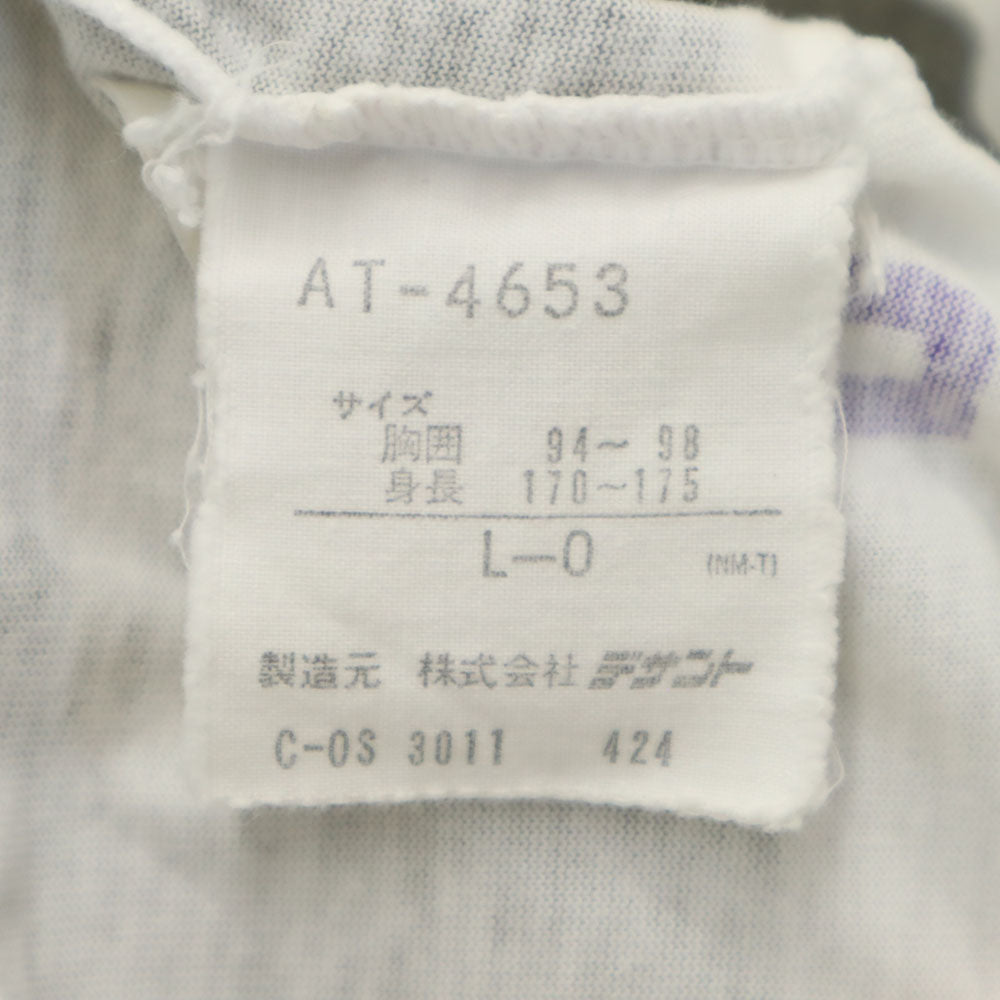 AT-4653
サイズ
胸囲 94～98
身長 170～175
L-O (NM-T)
製造元 株式会社デサント
C-OS 3011 424